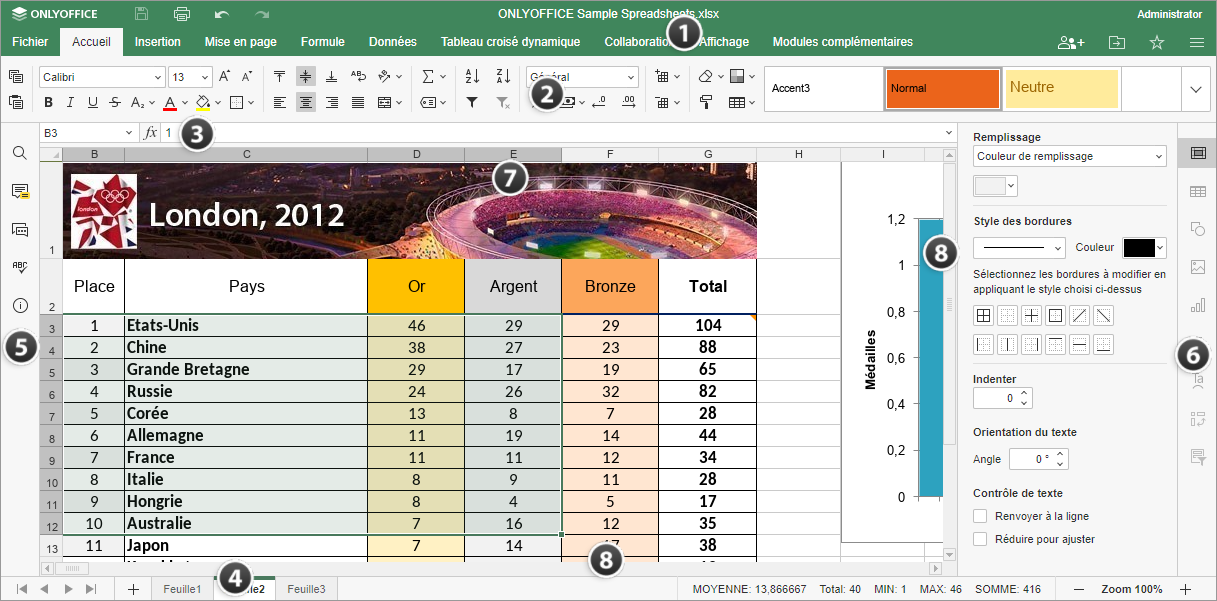 ONLYOFFICE ONLYOFFICE Sample Spreadsheets.xlsx Administrator
Fichier Accueil Insertion Mise en page Formule Données Tableau croisé dynamique Collaboration Affichage Modules complémentaires
1
Calibri 13 Général Accent3 Normal Neutre
2
B3 fx 1
3
B C D E F G H I
7
London, 2012
1
2 Place Pays Or Argent Bronze Total
3 1 Etats-Unis 46 29 29 104
4 2 Chine 38 27 23 88
5 3 Grande Bretagne 29 17 19 65
6 4 Russie 24 26 32 82
7 5 Corée 13 8 7 28
8 6 Allemagne 11 19 14 44
9 7 France 11 11 12 34
10 8 Italie 8 9 11 28
11 9 Hongrie 8 4 5 17
12 10 Australie 7 16 12 35
13 11 Japon 7 14 38
8
1,2
1
0,8
0,6
0,4
0,2
0
Médailles
8
Remplissage
Couleur de remplissage
Style des bordures
Couleur
Sélectionnez les bordures à modifier en
appliquant le style choisi ci-dessus
Indenter
0
Orientation du texte
Angle 0 °
Contrôle de texte
Renvoyer à la ligne
Réduire pour ajuster
5
6
4
Feuille1 Feuille3
MOYENNE: 13,866667 Total: 40 MIN: 1 MAX: 46 SOMME: 416 Zoom 100%